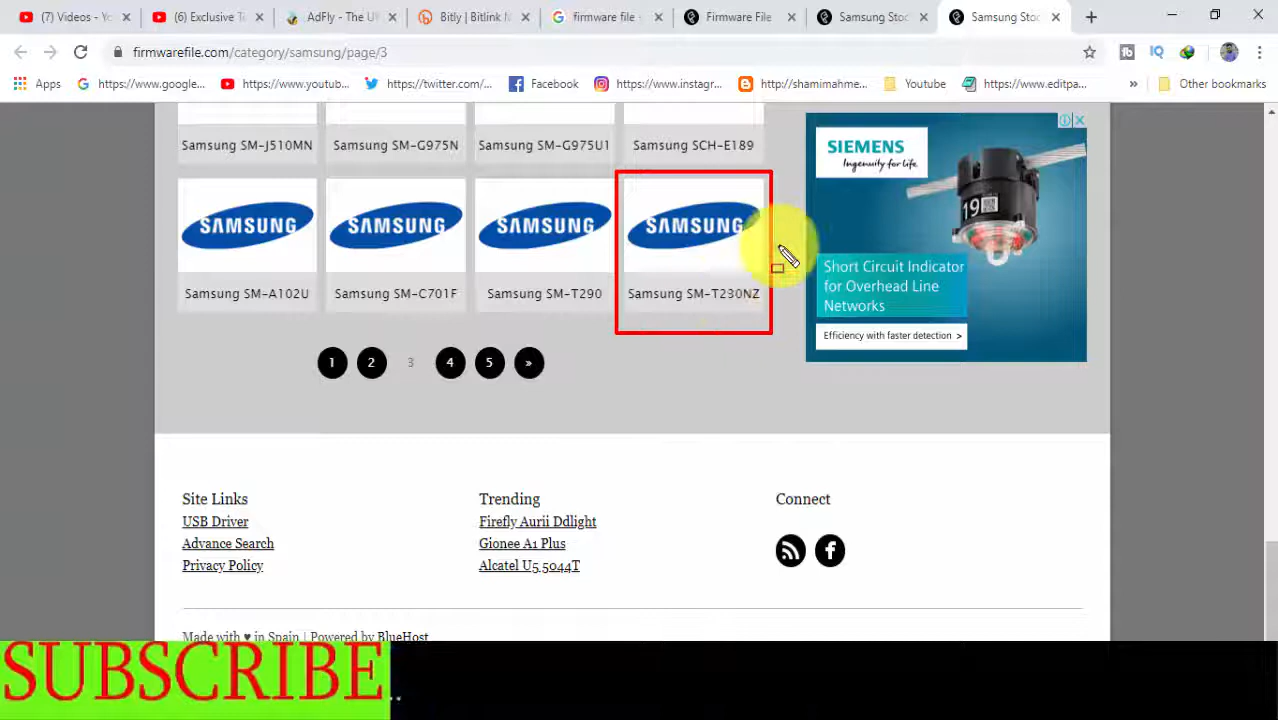 (7) Videos - Yo
(6) Exclusive Te
AdFly - The U
Bitly | Bitlink M
firmware file -
Firmware File
Samsung Stoc
Samsung Stoc
firmwarefile.com/category/samsung/page/3
Apps
https://www.google...
https://www.youtub...
https://twitter.com/...
Facebook
https://www.instagr...
http://shamimahme...
Youtube
https://www.editpa...
»
Other bookmarks
Samsung SM-J510MN
Samsung SM-G975N
Samsung SM-G975U1
Samsung SCH-E189
SAMSUNG
SAMSUNG
SAMSUNG
SAMSUNG
Samsung SM-A102U
Samsung SM-C701F
Samsung SM-T290
Samsung SM-T230NZ
SIEMENS
Ingenuity for life.
19
Short Circuit Indicator
for Overhead Line
Networks
Efficiency with faster detection >
1 2 3 4 5 »
Site Links
USB Driver
Advance Search
Privacy Policy
Trending
Firefly Aurii Ddlight
Gionee A1 Plus
Alcatel U5 5044T
Connect
Made with ♥ in Spain | Powered by BlueHost
SUBSCRIBE..